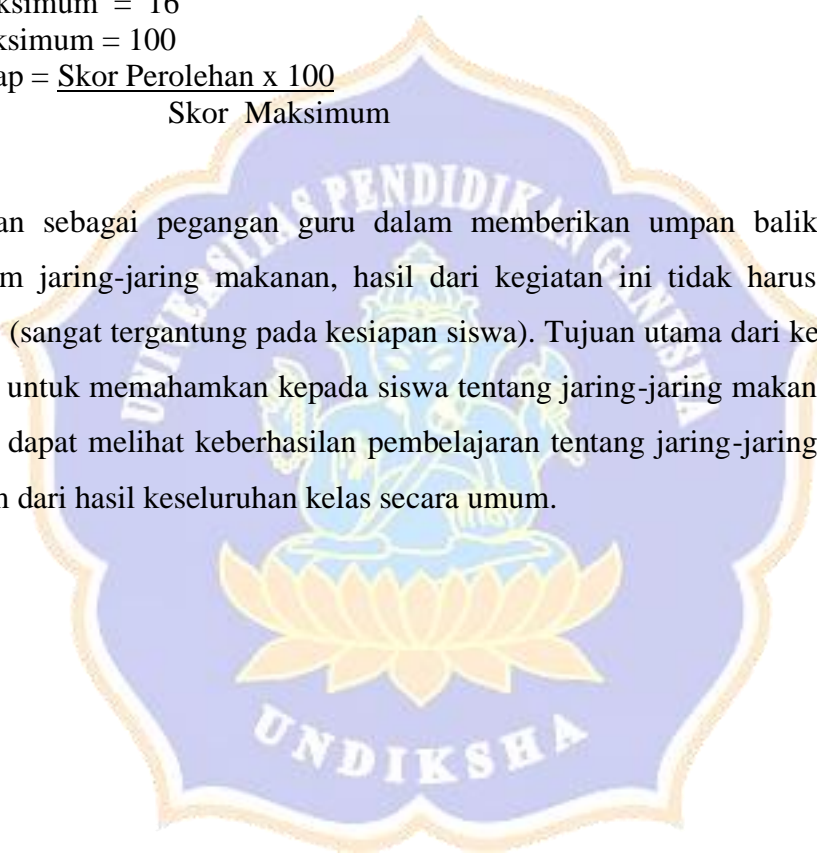 ksimum = 16
ksimum = 100
ap = Skor Perolehan x 100
Skor Maksimum
an sebagai pegangan guru dalam memberikan umpan balik
m jaring-jaring makanan, hasil dari kegiatan ini tidak harus
(sangat tergantung pada kesiapan siswa). Tujuan utama dari ke
untuk memahamkan kepada siswa tentang jaring-jaring makan
dapat melihat keberhasilan pembelajaran tentang jaring-jaring
n dari hasil keseluruhan kelas secara umum.
UNIVERSITAS PENDIDIKAN GANESHA
UNDIKSHA